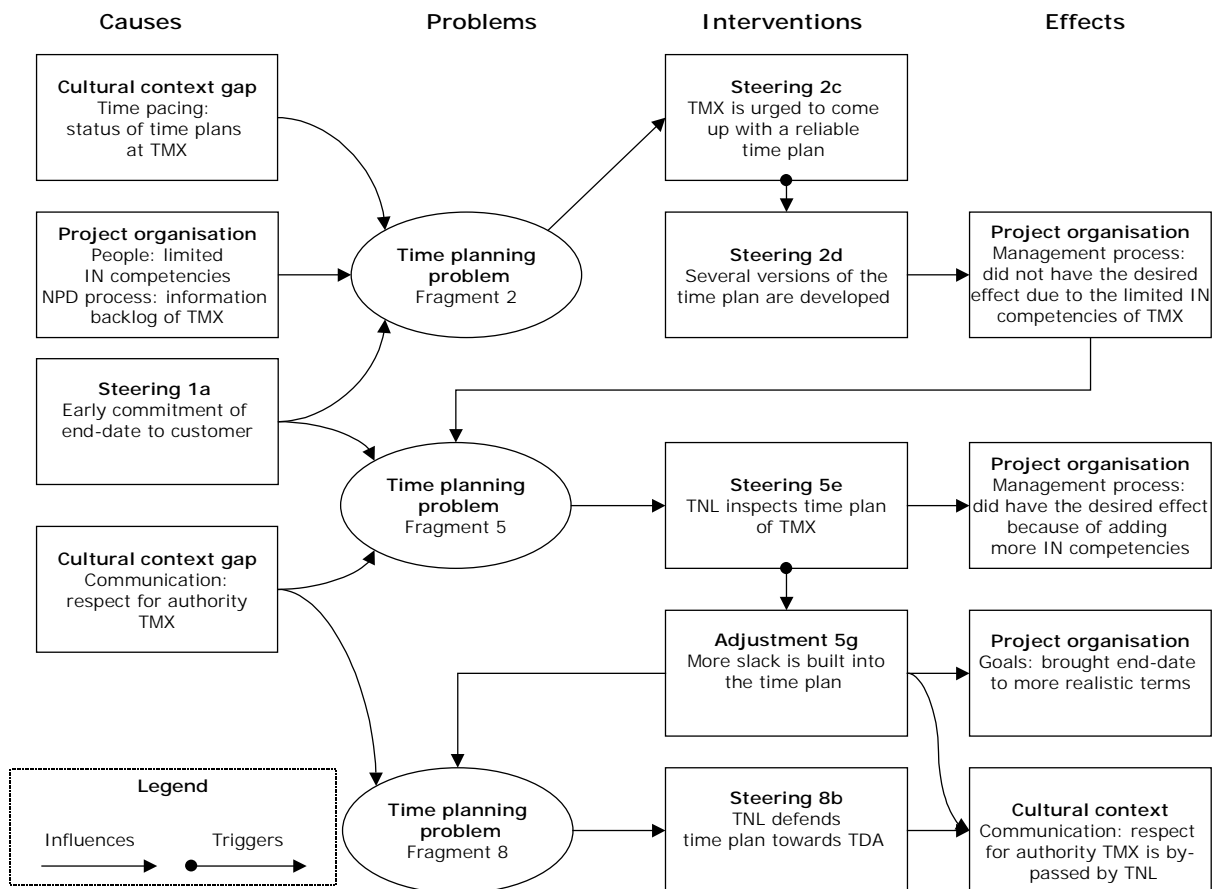 Causes
Problems
Interventions
Effects
Cultural context gap
Time pacing:
status of time plans
at TMX
Project organisation
People: limited
IN competencies
NPD process: information
backlog of TMX
Steering 1a
Early commitment of
end-date to customer
Cultural context gap
Communication:
respect for authority
TMX
Time planning
problem
Fragment 2
Time planning
problem
Fragment 5
Time planning
problem
Fragment 8
Steering 2c
TMX is urged to come
up with a reliable
time plan
Steering 2d
Several versions of the
time plan are developed
Steering 5e
TNL inspects time plan
of TMX
Adjustment 5g
More slack is built into
the time plan
Steering 8b
TNL defends
time plan towards TDA
Project organisation
Management process:
did not have the desired
effect due to the limited IN
competencies of TMX
Project organisation
Management process:
did have the desired effect
because of adding
more IN competencies
Project organisation
Goals: brought end-date
to more realistic terms
Cultural context
Communication: respect
for authority TMX is by-
passed by TNL
Legend
Influences
Triggers